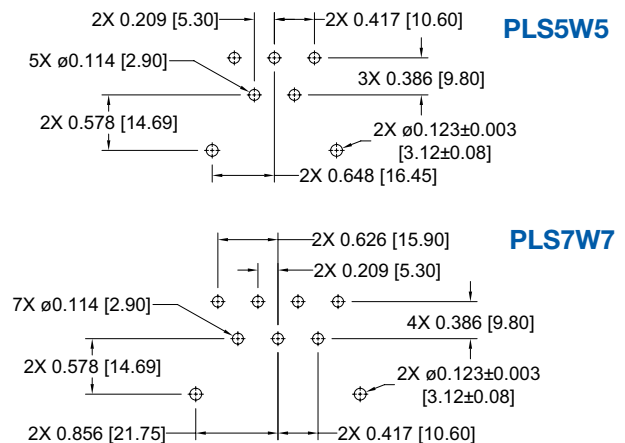 2X 0.209 [5.30]
2X 0.417 [10.60]
PLS5W5
5X ø0.114 [2.90]
3X 0.386 [9.80]
2X 0.578 [14.69]
2X ø0.123±0.003
[3.12±0.08]
2X 0.648 [16.45]
2X 0.626 [15.90]
PLS7W7
2X 0.209 [5.30]
7X ø0.114 [2.90]
4X 0.386 [9.80]
2X 0.578 [14.69]
2X ø0.123±0.003
[3.12±0.08]
2X 0.856 [21.75]
2X 0.417 [10.60]